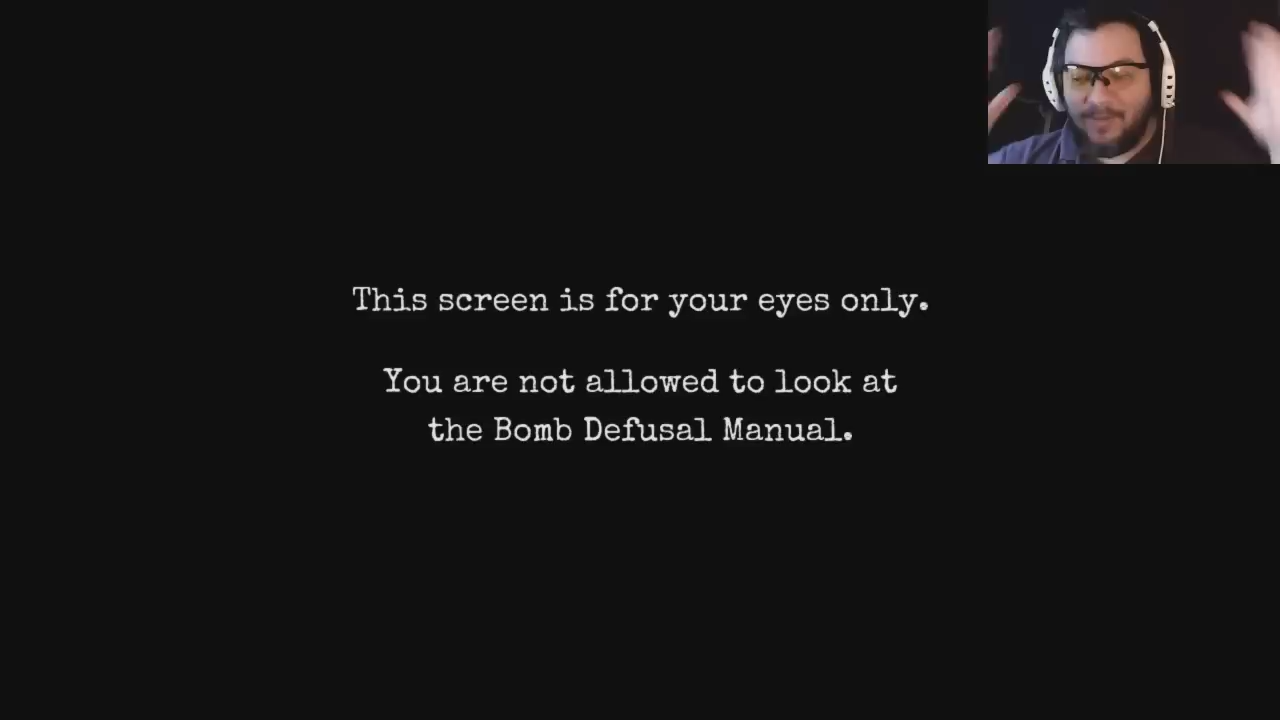 This screen is for your eyes only.
You are not allowed to look at
the Bomb Defusal Manual.